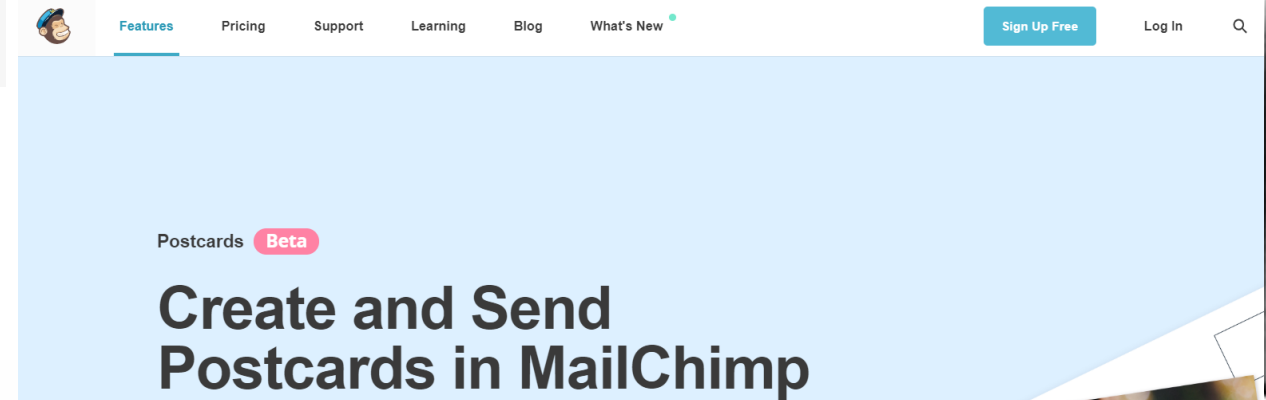 Features Pricing Support Learning Blog What's New Sign Up Free Log In
Postcards Beta
Create and Send
Postcards in MailChimp